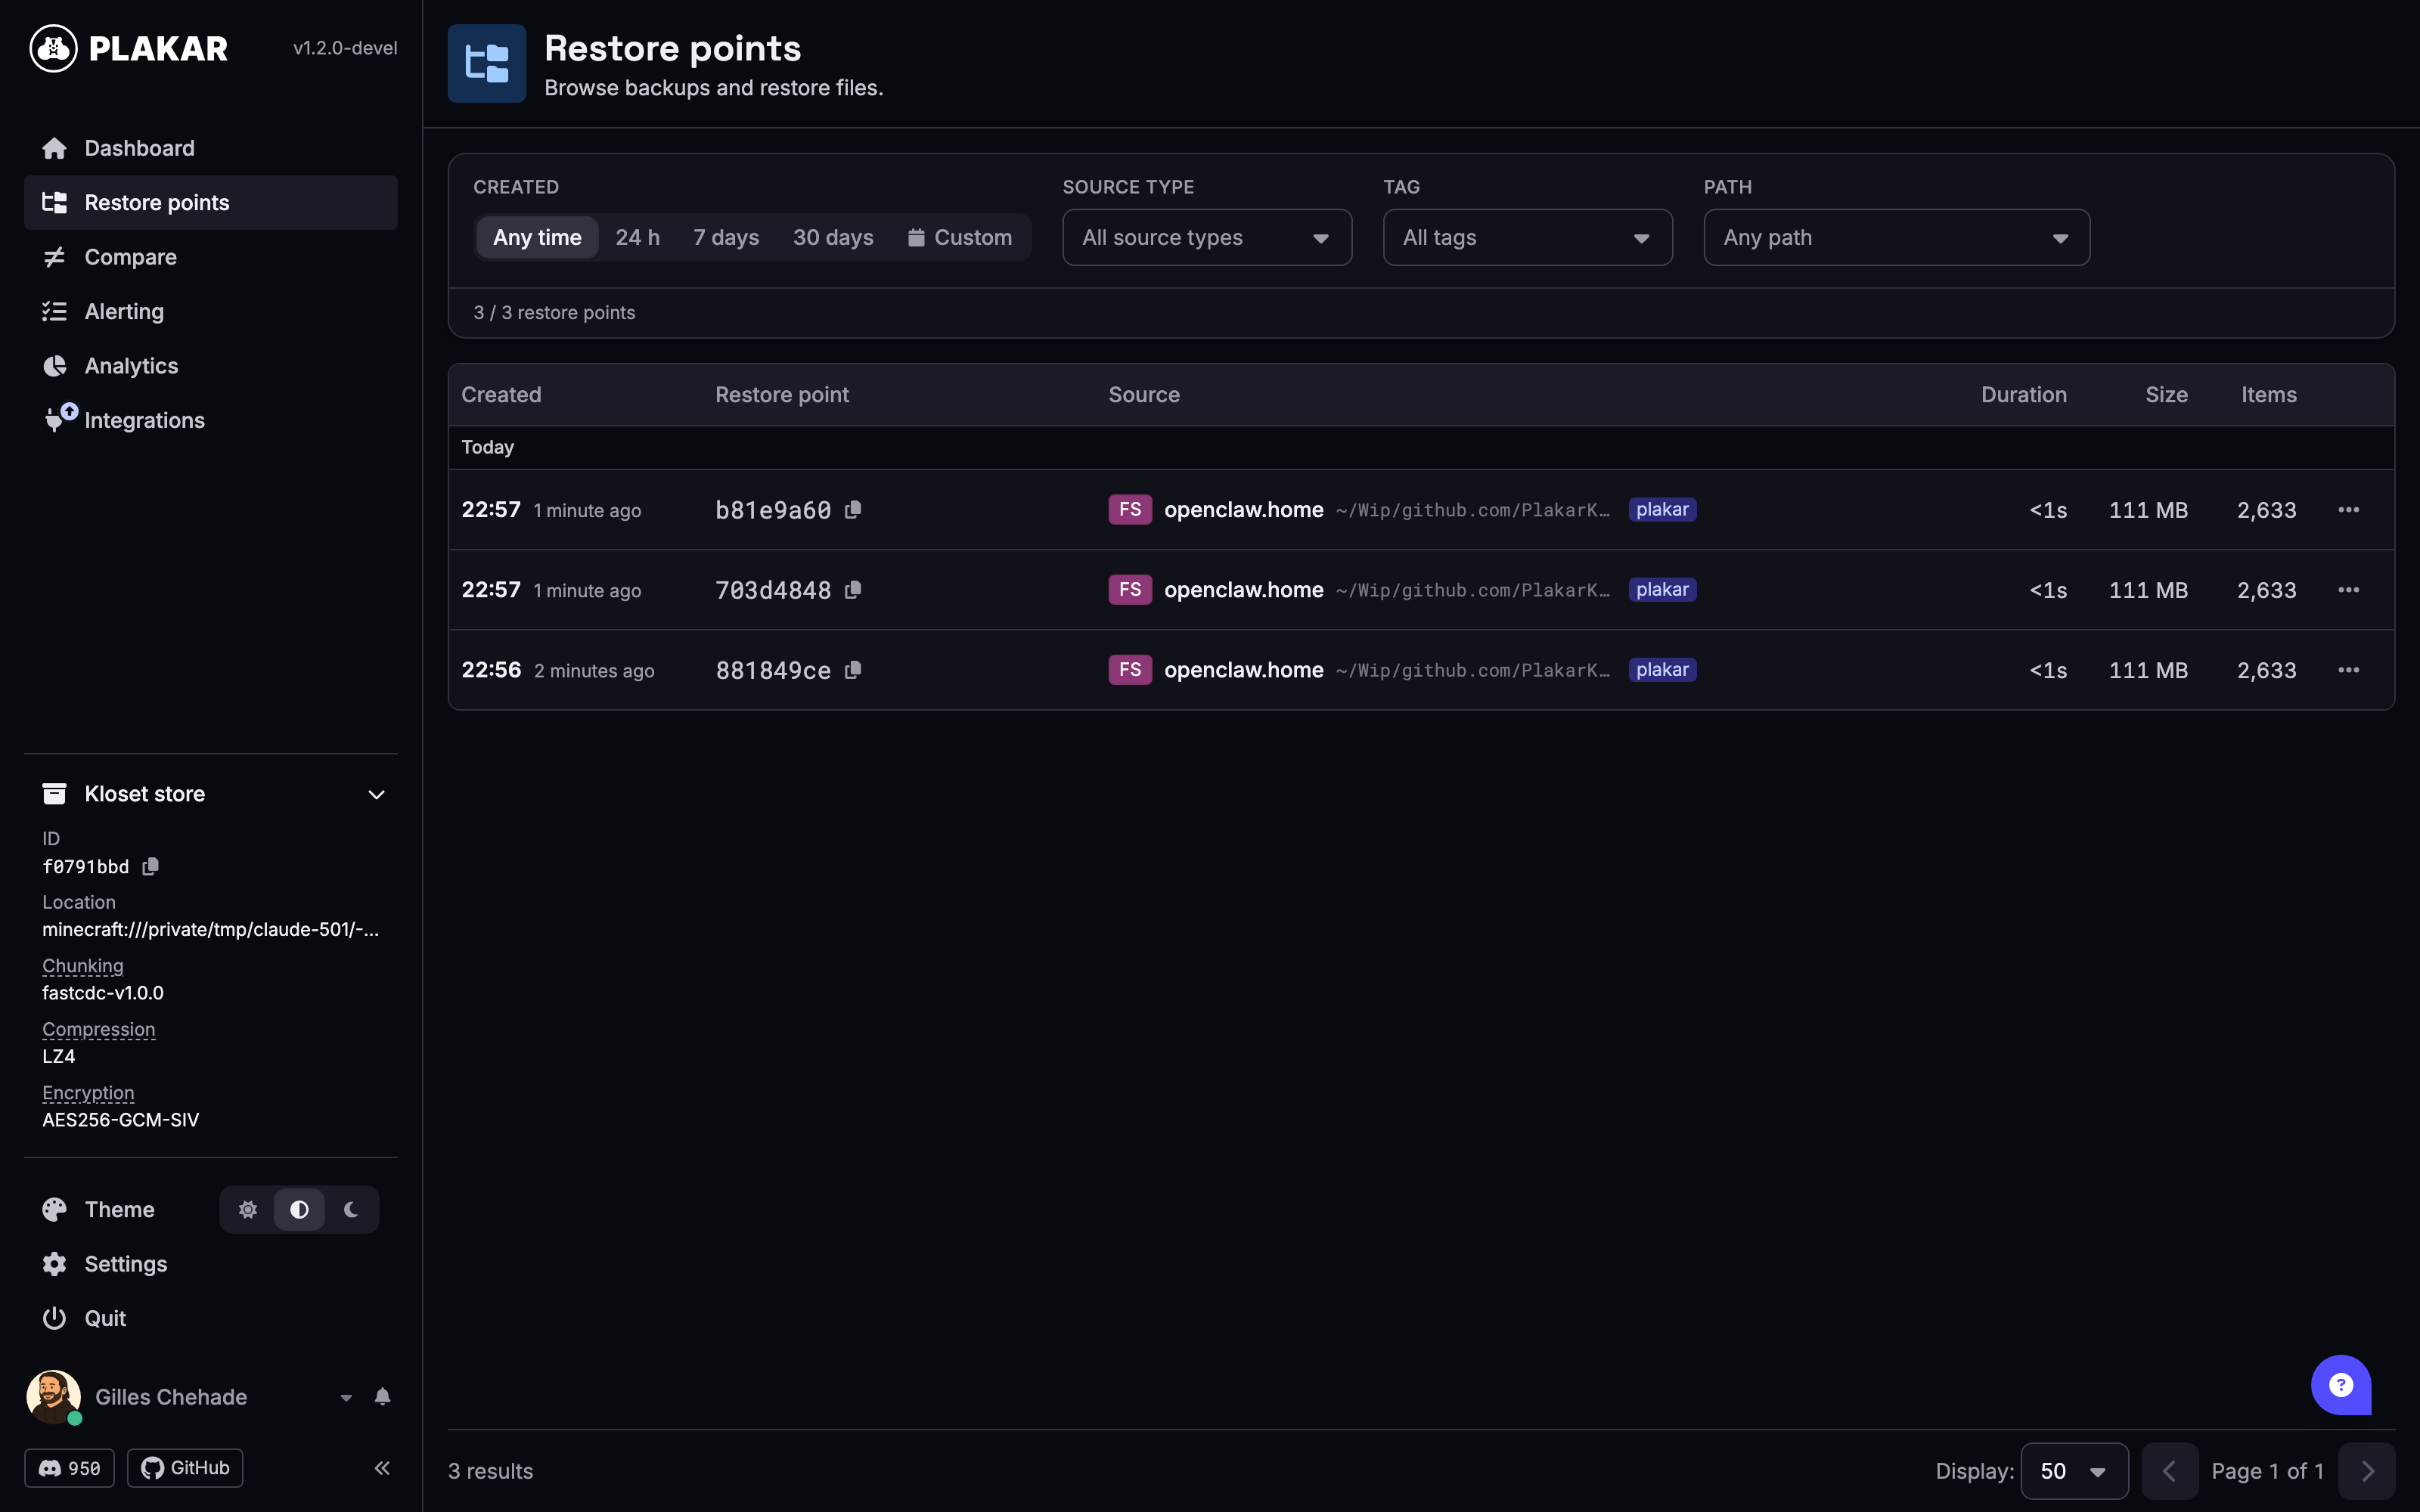 PLAKAR
v1.2.0-devel
Dashboard
Restore points
Compare
Alerting
Analytics
Integrations
Kloset store
ID
f0791bbd
Location
minecraft:///private/tmp/claude-501/-...
Chunking
fastcdc-v1.0.0
Compression
LZ4
Encryption
AES256-GCM-SIV
Theme
Settings
Quit
Gilles Chehade
950
GitHub
Restore points
Browse backups and restore files.
CREATED
Any time 24 h 7 days 30 days Custom
SOURCE TYPE
All source types
TAG
All tags
PATH
Any path
3 / 3 restore points
Created Restore point Source Duration Size Items
Today
22:57 1 minute ago b81e9a60 FS openclaw.home ~/Wip/github.com/PlakarK… plakar <1s 111 MB 2,633
22:57 1 minute ago 703d4848 FS openclaw.home ~/Wip/github.com/PlakarK… plakar <1s 111 MB 2,633
22:56 2 minutes ago 881849ce FS openclaw.home ~/Wip/github.com/PlakarK… plakar <1s 111 MB 2,633
?
3 results
Display: 50 Page 1 of 1